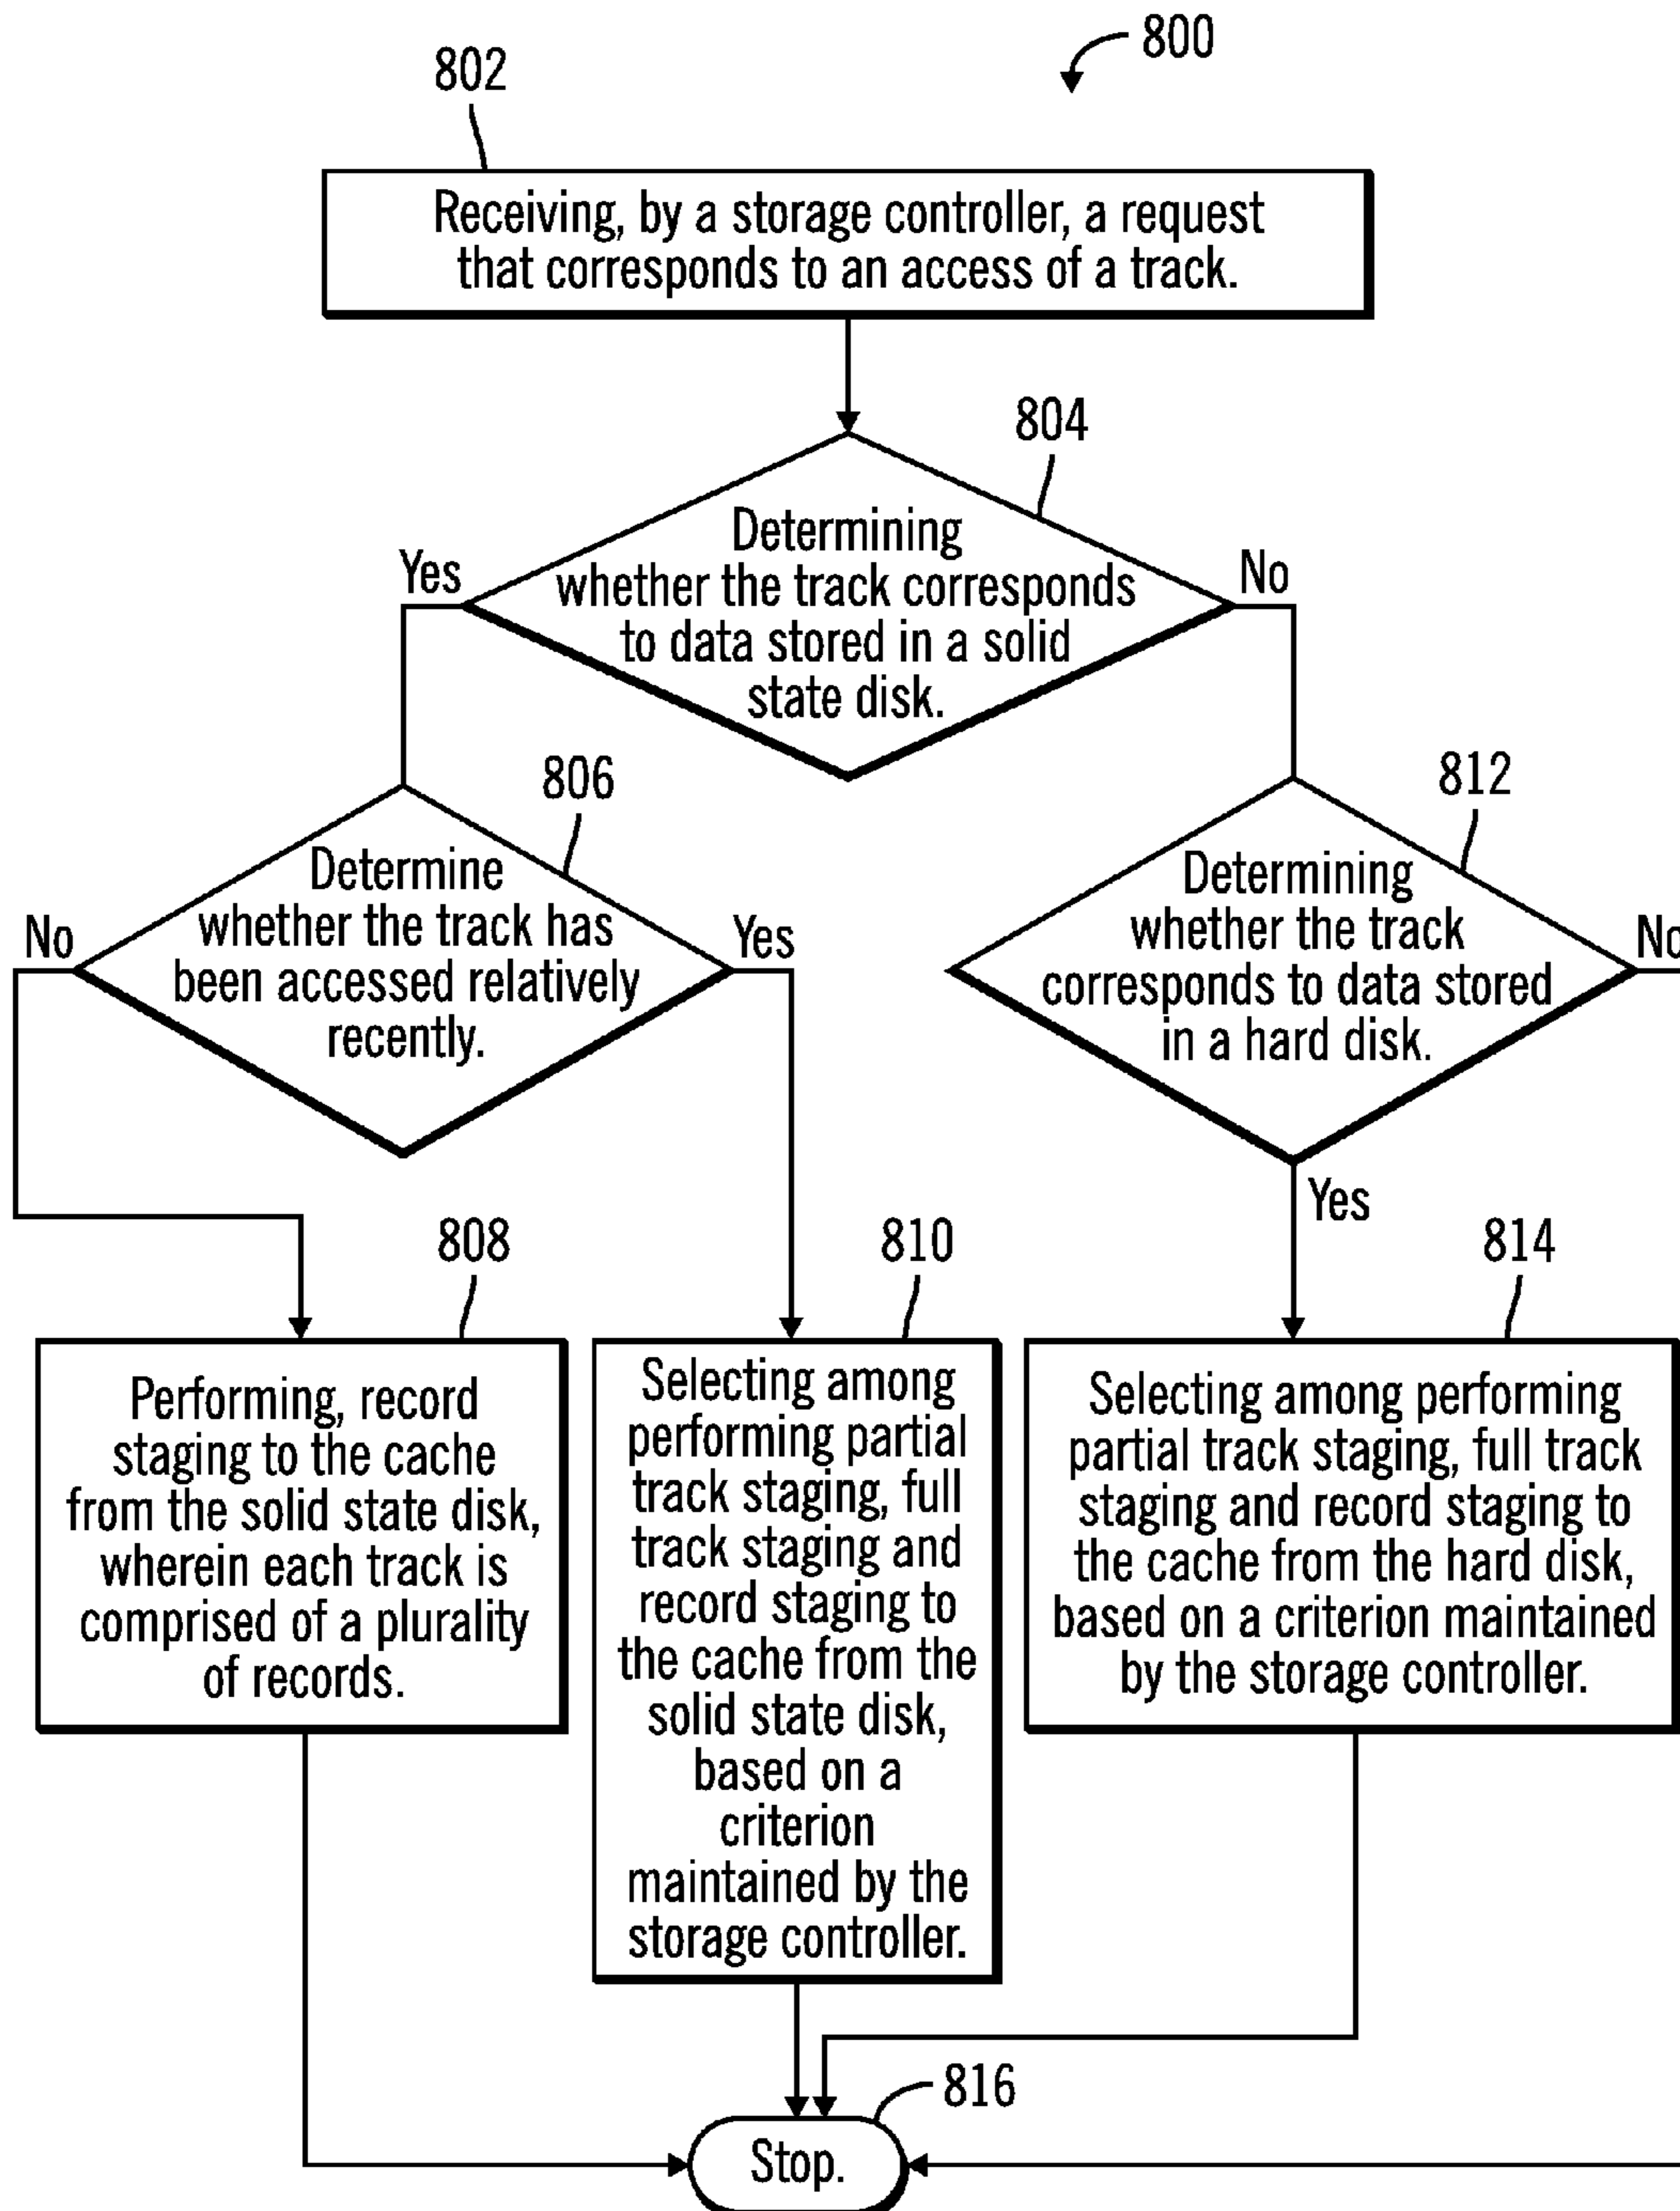 800
802
Receiving, by a storage controller, a request
that corresponds to an access of a track.
804
Determining
whether the track corresponds
to data stored in a solid
state disk.
Yes
No
806
Determine
whether the track has
been accessed relatively
recently.
No
Yes
812
Determining
whether the track
corresponds to data stored
in a hard disk.
No
Yes
808
Performing, record
staging to the cache
from the solid state disk,
wherein each track is
comprised of a plurality
of records.
810
Selecting among
performing partial
track staging, full
track staging and
record staging to
the cache from the
solid state disk,
based on a
criterion
maintained by the
storage controller.
814
Selecting among performing
partial track staging, full track
staging and record staging to
the cache from the hard disk,
based on a criterion maintained
by the storage controller.
816
Stop.